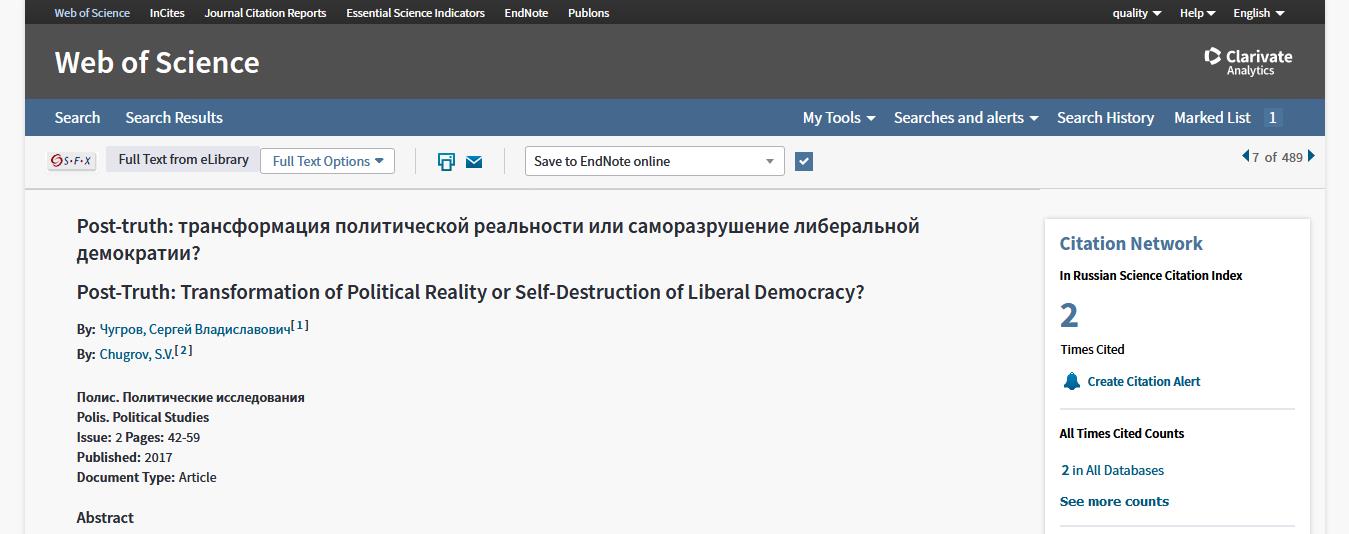 Web of Science InCites Journal Citation Reports Essential Science Indicators EndNote Publons quality Help English
Web of Science
Clarivate
Analytics
Search Search Results My Tools Searches and alerts Search History Marked List 1
S·F·X Full Text from eLibrary Full Text Options Save to EndNote online 7 of 489
Post-truth: трансформация политической реальности или саморазрушение либеральной
демократии?
Post-Truth: Transformation of Political Reality or Self-Destruction of Liberal Democracy?
By: Чугров, Сергей Владиславович[ 1 ]
By: Chugrov, S.V.[ 2 ]
Полис. Политические исследования
Polis. Political Studies
Issue: 2 Pages: 42-59
Published: 2017
Document Type: Article
Abstract
Citation Network
In Russian Science Citation Index
2
Times Cited
Create Citation Alert
All Times Cited Counts
2 in All Databases
See more counts